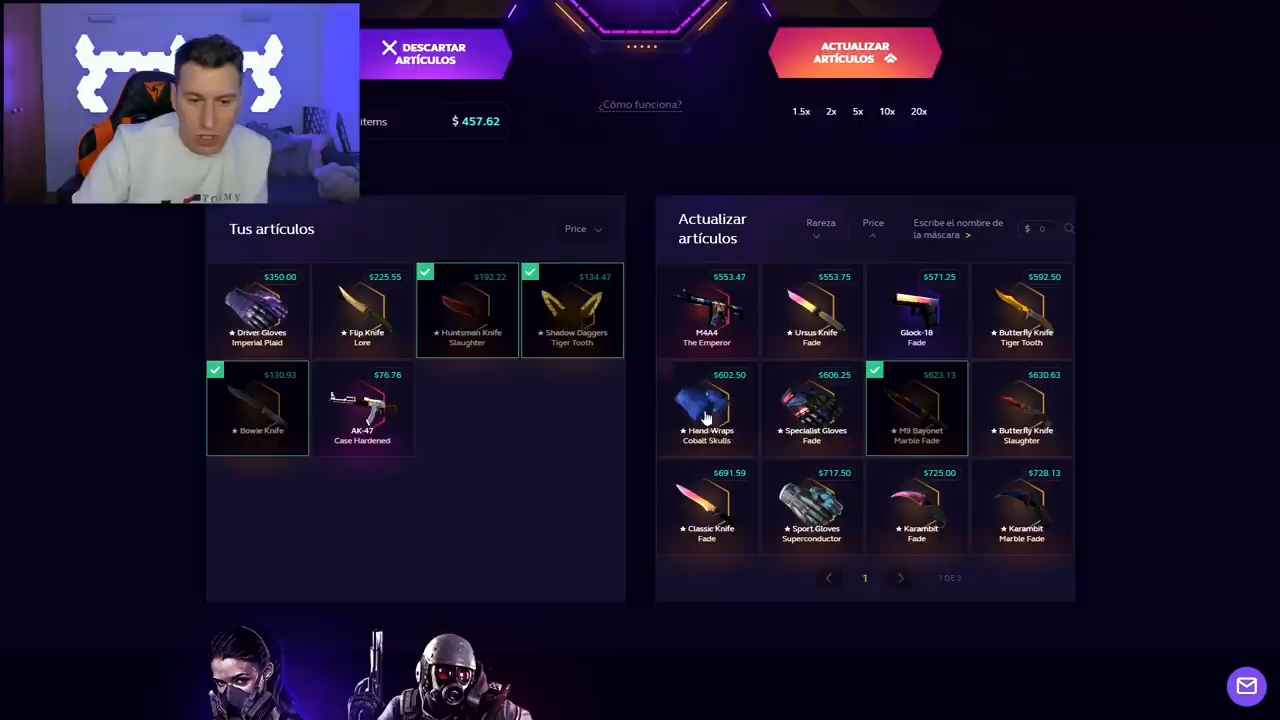 DESCARTAR
ARTÍCULOS
ACTUALIZAR
ARTÍCULOS
¿Cómo funciona?
items
$ 457.62
1.5x
2x
5x
10x
20x
Tus artículos
Price
Actualizar
artículos
Rareza
Price
Escribe el nombre de
la máscara >
$ 0
$350.00
★ Driver Gloves
Imperial Plaid
$225.55
★ Flip Knife
Lore
$192.22
★ Huntsman Knife
Slaughter
$134.47
★ Shadow Daggers
Tiger Tooth
$130.93
★ Bowie Knife
$76.76
AK-47
Case Hardened
$553.47
M4A4
The Emperor
$553.75
★ Ursus Knife
Fade
$571.25
Glock-18
Fade
$592.50
★ Butterfly Knife
Tiger Tooth
$602.50
★ Hand Wraps
Cobalt Skulls
$606.25
★ Specialist Gloves
Fade
$623.13
★ M9 Bayonet
Marble Fade
$630.63
★ Butterfly Knife
Slaughter
$691.59
★ Classic Knife
Fade
$717.50
★ Sport Gloves
Superconductor
$725.00
★ Karambit
Fade
$728.13
★ Karambit
Marble Fade
1